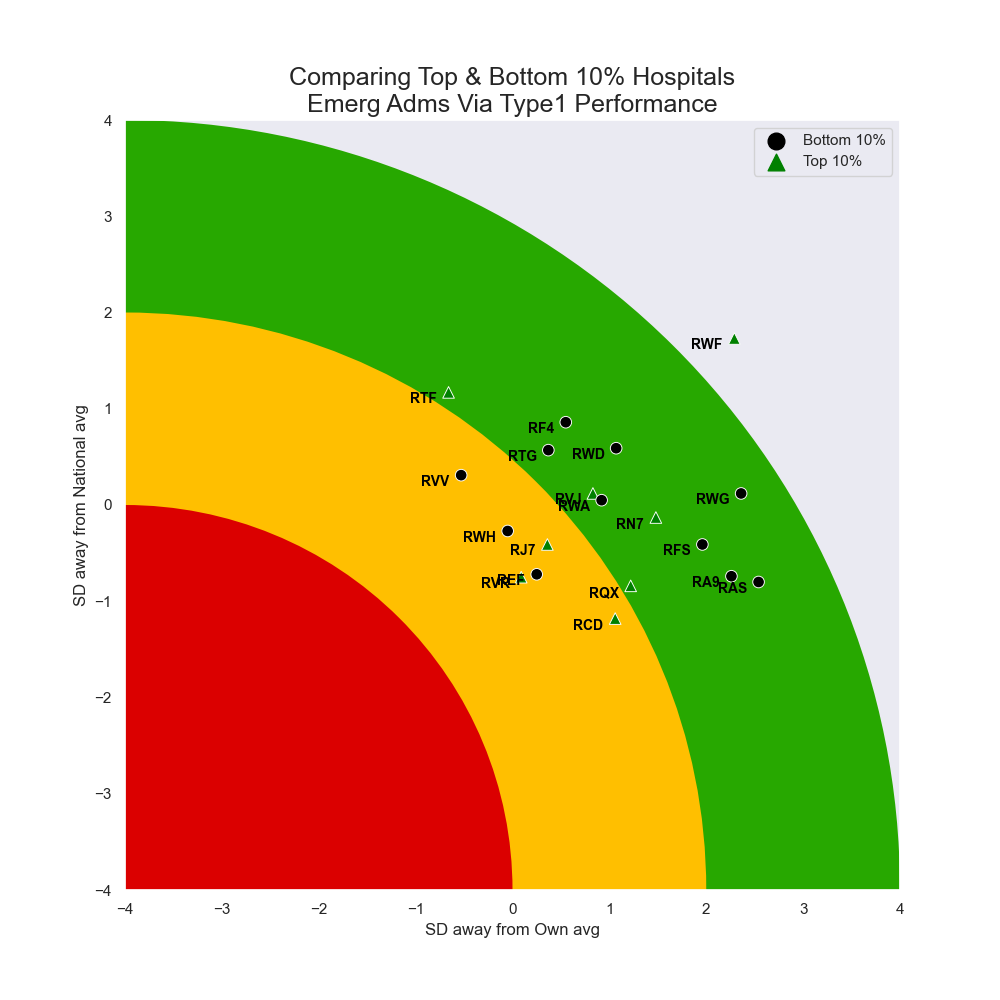 Comparing Top & Bottom 10% Hospitals
Emerg Adms Via Type1 Performance
Bottom 10%
Top 10%
SD away from National avg
4
3
2
1
0
−1
−2
−3
−4
RWF
RTF
RF4
RTG
RWD
RVV
RWG
RVJ
RWA
RN7
RWH
RJ7
RFS
RVR
REF
RA9
RAS
RQX
RCD
−4
−3
−2
−1
0
1
2
3
4
SD away from Own avg